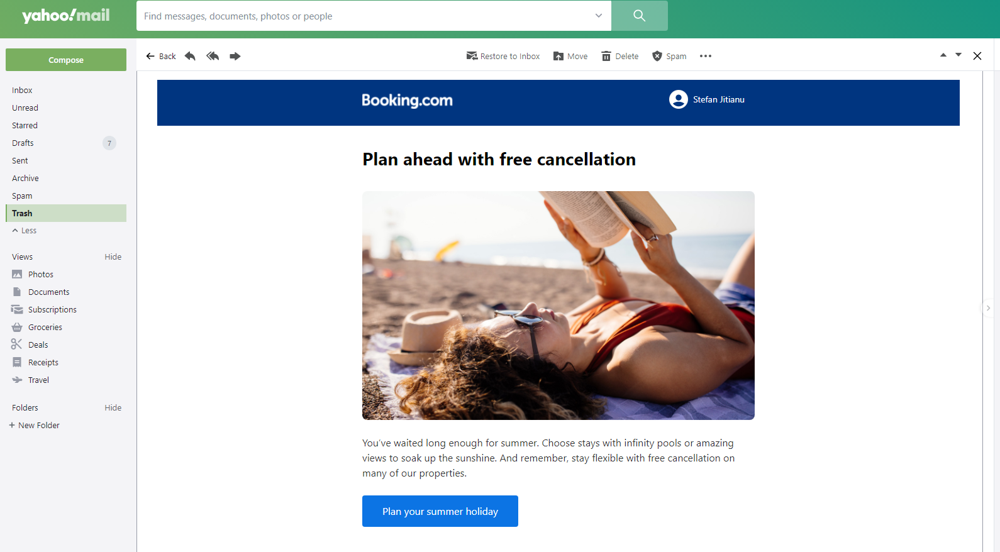 yahoo!mail
Find messages, documents, photos or people
Compose
Inbox
Unread
Starred
Drafts 7
Sent
Archive
Spam
Trash
Less
Views Hide
Photos
Documents
Subscriptions
Groceries
Deals
Receipts
Travel
Folders Hide
+ New Folder
Back
Restore to Inbox Move Delete Spam
Booking.com Stefan Jitianu
Plan ahead with free cancellation
You've waited long enough for summer. Choose stays with infinity pools or amazing
views to soak up the sunshine. And remember, stay flexible with free cancellation on
many of our properties.
Plan your summer holiday